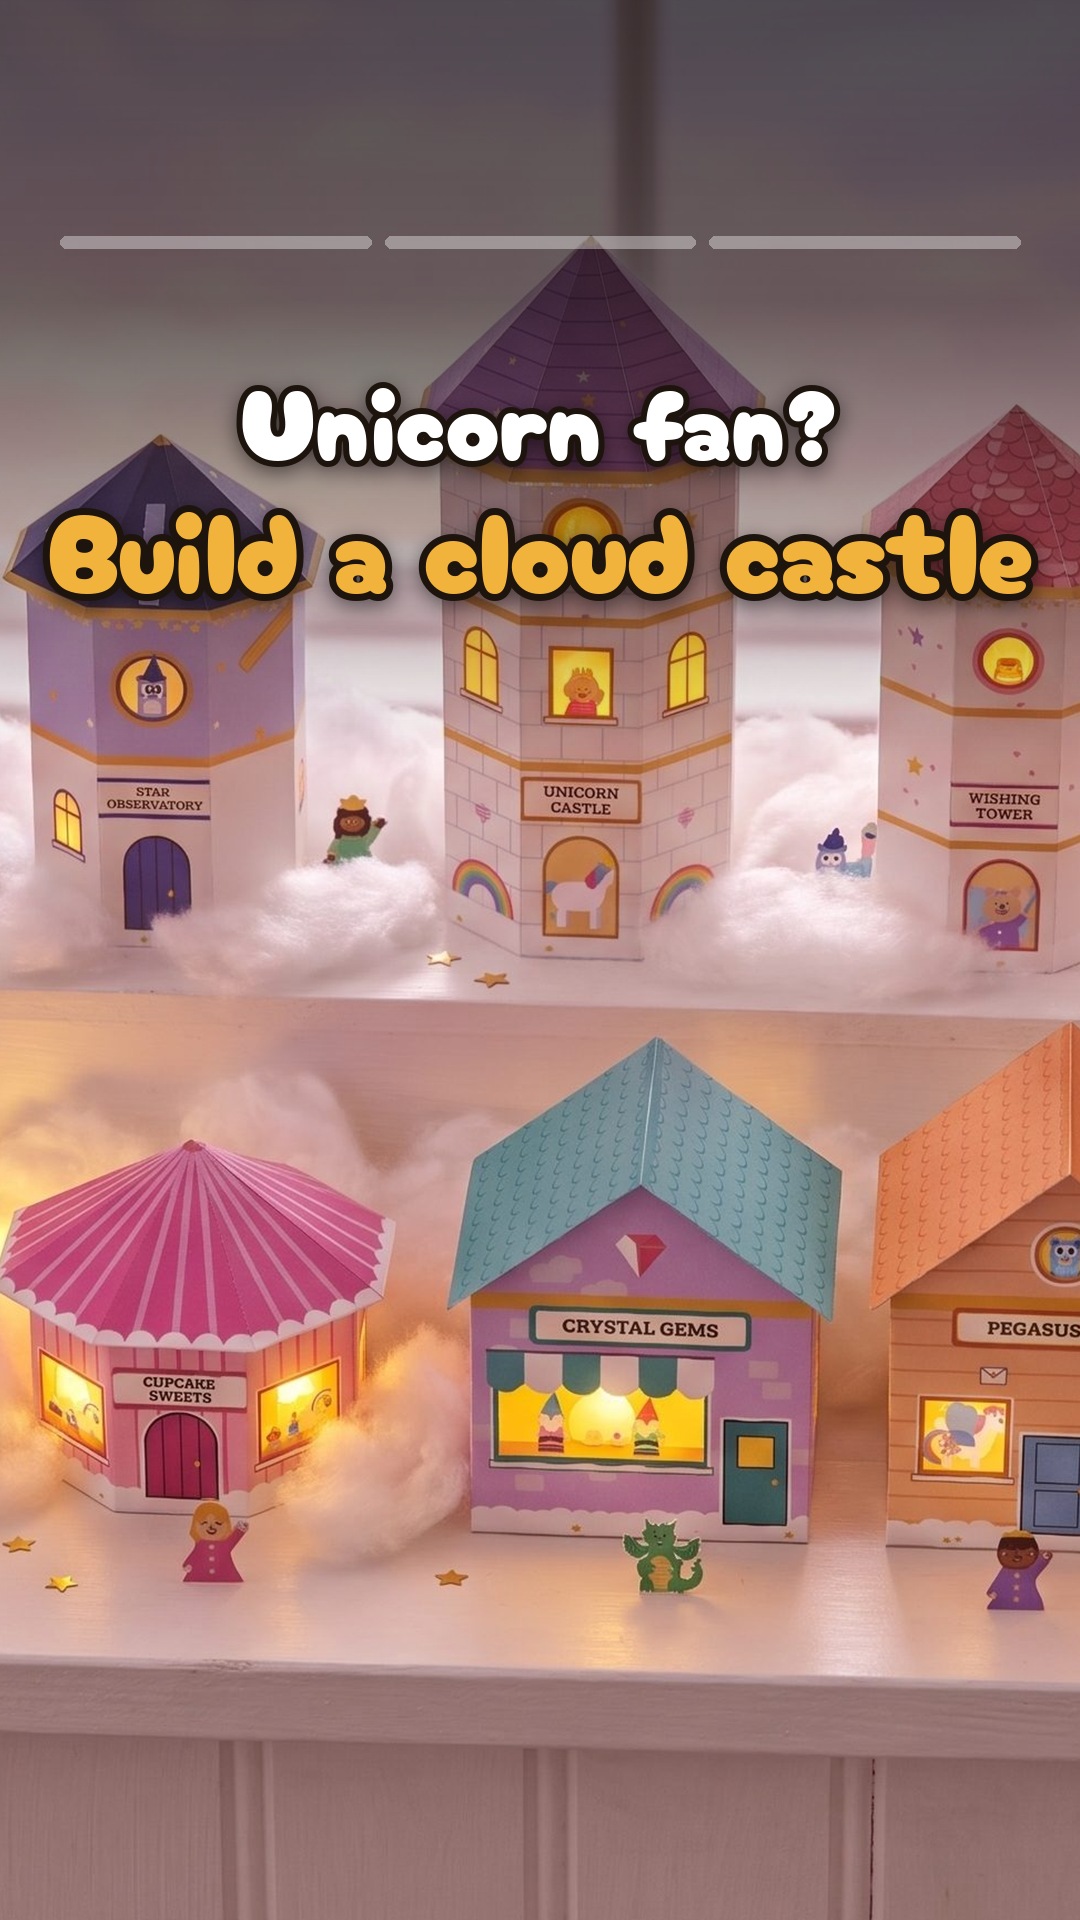 Unicorn fan?
Build a cloud castle
STAR
OBSERVATORY
UNICORN
CASTLE
WISHING
TOWER
CUPCAKE
SWEETS
CRYSTAL GEMS
PEGASUS